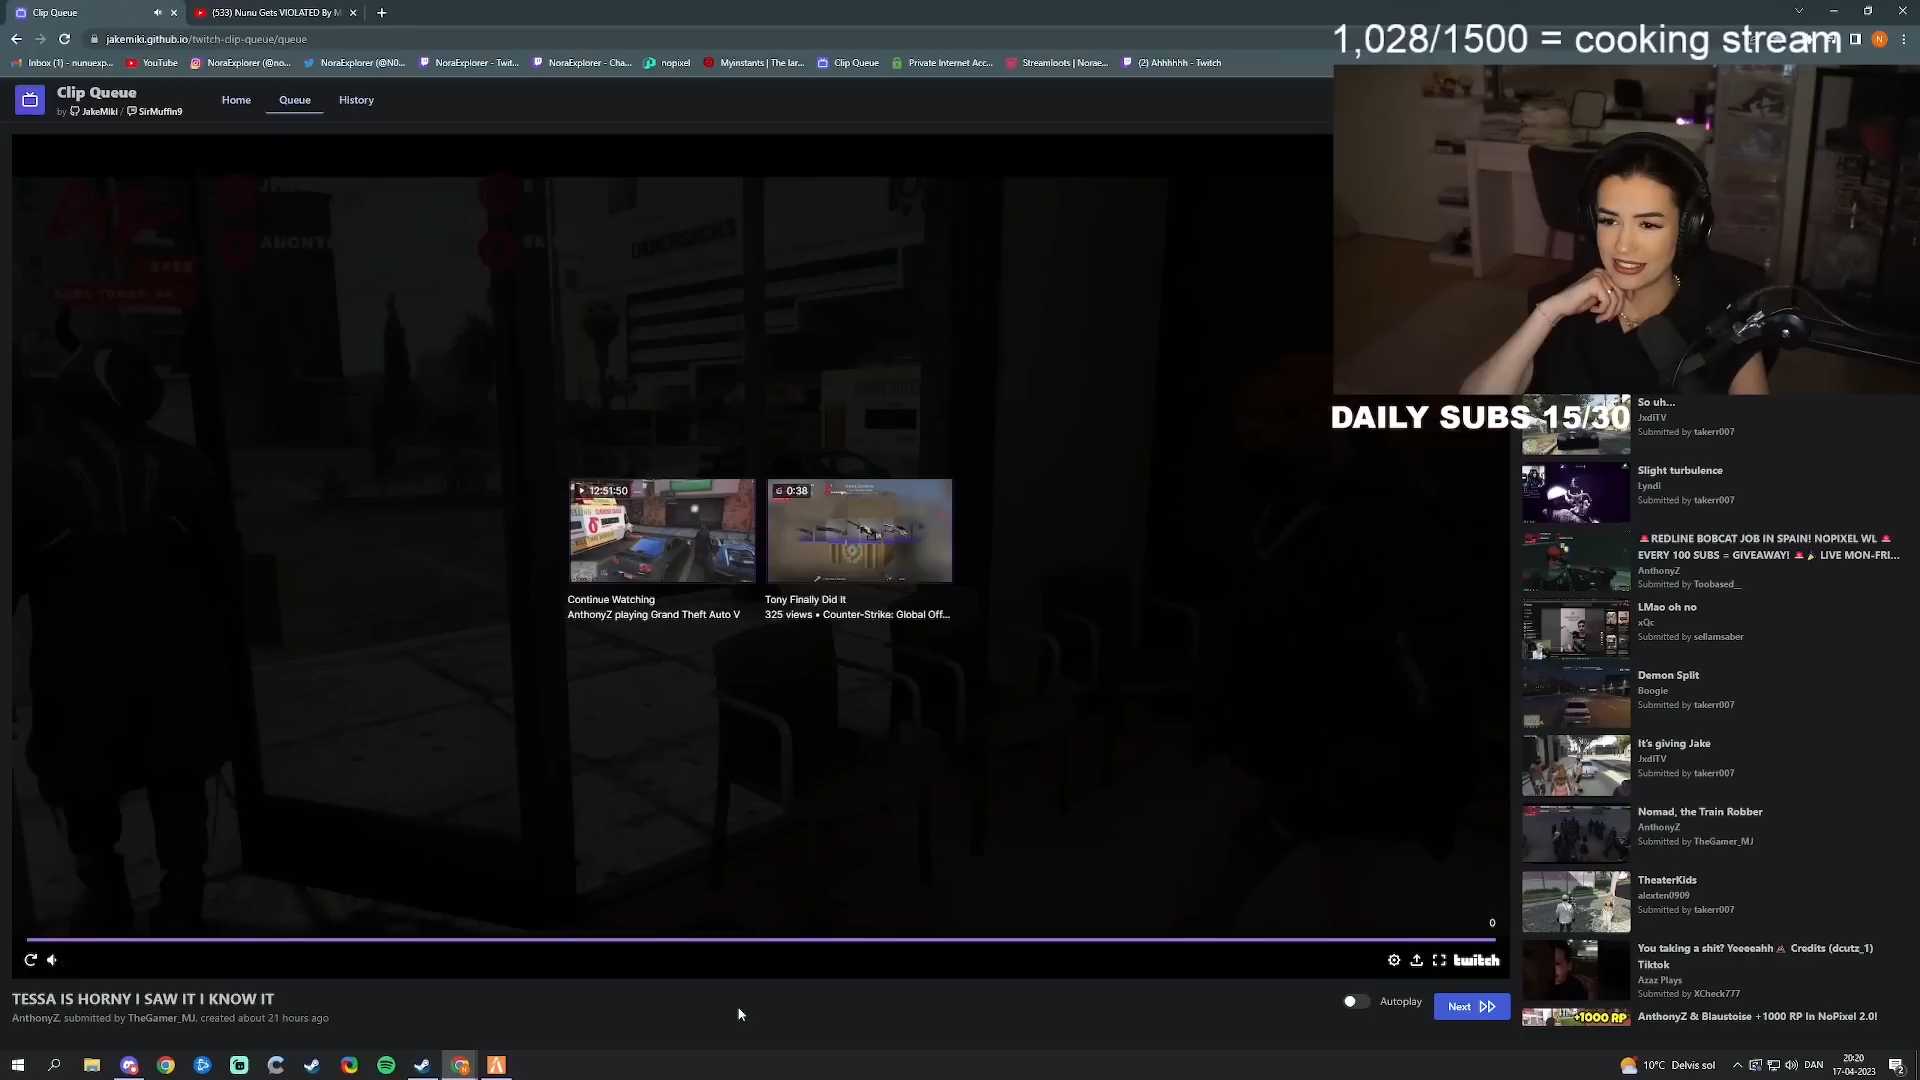 Clip Queue
(533) Nunu Gets VIOLATED By M
1,028/1500 = cooking stream
jakemiki.github.io/twitch-clip-queue/queue
Inbox (1) - nunuexp...
YouTube
NoraExplorer (@no...
NoraExplorer (@N0...
NoraExplorer - Twit...
NoraExplorer - Cha...
nopixel
Myinstants | The lar...
Clip Queue
Private Internet Acc...
Streamloots | Norae...
(2) Ahhhhhh - Twitch
Clip Queue
by JakeMiki / SirMuffin9
Home
Queue
History
DAILY SUBS 15/30
12:51:50
Continue Watching
AnthonyZ playing Grand Theft Auto V
0:38
Tony Finally Did It
325 views • Counter-Strike: Global Off...
0
twitch
TESSA IS HORNY I SAW IT I KNOW IT
AnthonyZ, submitted by TheGamer_MJ, created about 21 hours ago
Autoplay
Next
So uh...
JxdiTV
Submitted by takerr007
Slight turbulence
Lyndi
Submitted by takerr007
🚨REDLINE BOBCAT JOB IN SPAIN! NOPIXEL WL 🚨
EVERY 100 SUBS = GIVEAWAY! 🚨🎉 LIVE MON-FRI...
AnthonyZ
Submitted by Toobased__
LMao oh no
xQc
Submitted by sellamsaber
Demon Split
Boogie
Submitted by takerr007
It's giving Jake
JxdiTV
Submitted by takerr007
Nomad, the Train Robber
AnthonyZ
Submitted by TheGamer_MJ
TheaterKids
alexten0909
Submitted by takerr007
You taking a shit? Yeeeeahh 💩 Credits (dcutz_1)
Tiktok
Azaz Plays
Submitted by XCheck777
+1000 RP
AnthonyZ & Blaustoise +1000 RP In NoPixel 2.0!
10°C Delvis sol
DAN
20:20
17-04-2023
2